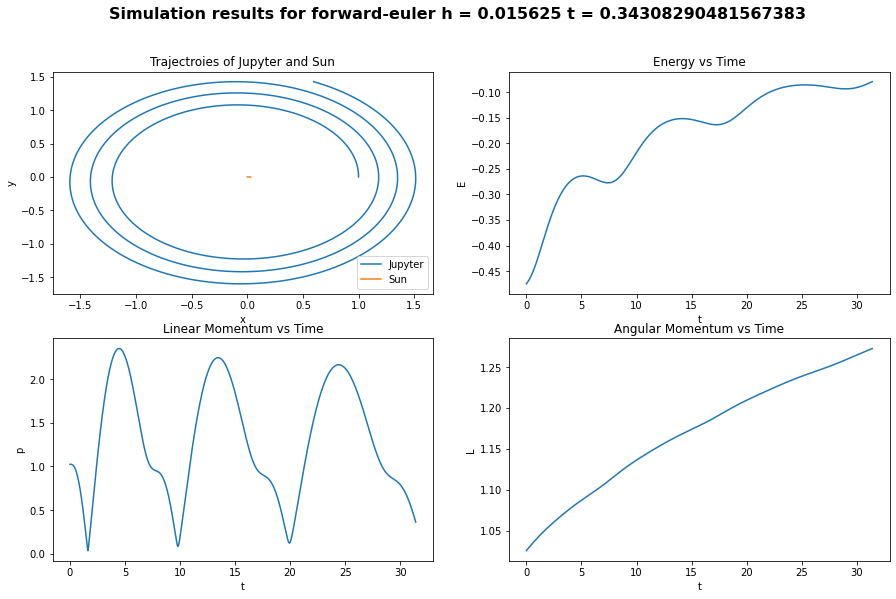 Simulation results for forward-euler h = 0.015625 t = 0.34308290481567383
Trajectroies of Jupyter and Sun
1.5
1.0
0.5
0.0
−0.5
−1.0
−1.5
y
Jupyter
Sun
−1.5 −1.0 −0.5 0.0 0.5 1.0 1.5
x
Energy vs Time
−0.10
−0.15
−0.20
−0.25
−0.30
−0.35
−0.40
−0.45
E
0 5 10 15 20 25 30
t
Linear Momentum vs Time
2.0
1.5
1.0
0.5
0.0
p
0 5 10 15 20 25 30
t
Angular Momentum vs Time
1.25
1.20
1.15
1.10
1.05
L
0 5 10 15 20 25 30
t